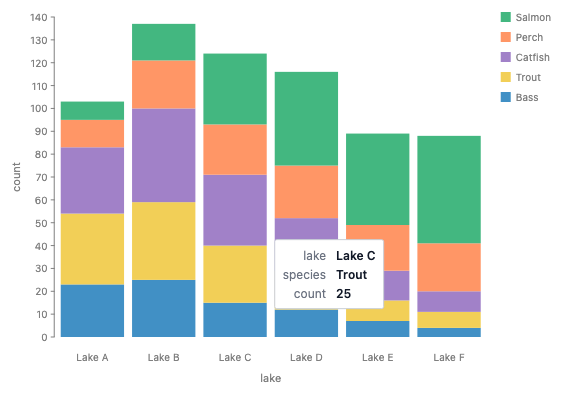 140
130
120
110
100
90
80
70
60
50
40
30
20
10
0
count
Salmon
Perch
Catfish
Trout
Bass
lake Lake C
species Trout
count 25
Lake A Lake B Lake C Lake D Lake E Lake F
lake